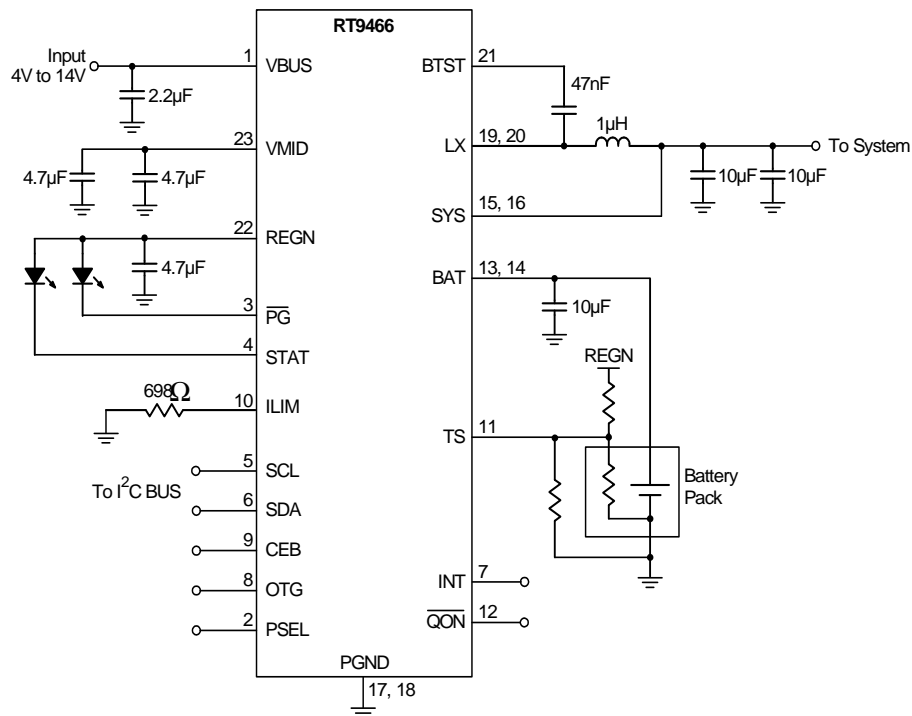 RT9466
Input
4V to 14V
1
VBUS
2.2µF
23
VMID
4.7µF
4.7µF
22
REGN
4.7µF
3
PG
4
STAT
698Ω
10
ILIM
To I²C BUS
5
SCL
6
SDA
9
CEB
8
OTG
2
PSEL
PGND
17, 18
BTST
21
47nF
LX
19, 20
1µH
To System
10µF
10µF
SYS
15, 16
BAT
13, 14
10µF
REGN
TS
11
Battery
Pack
INT
7
QON
12